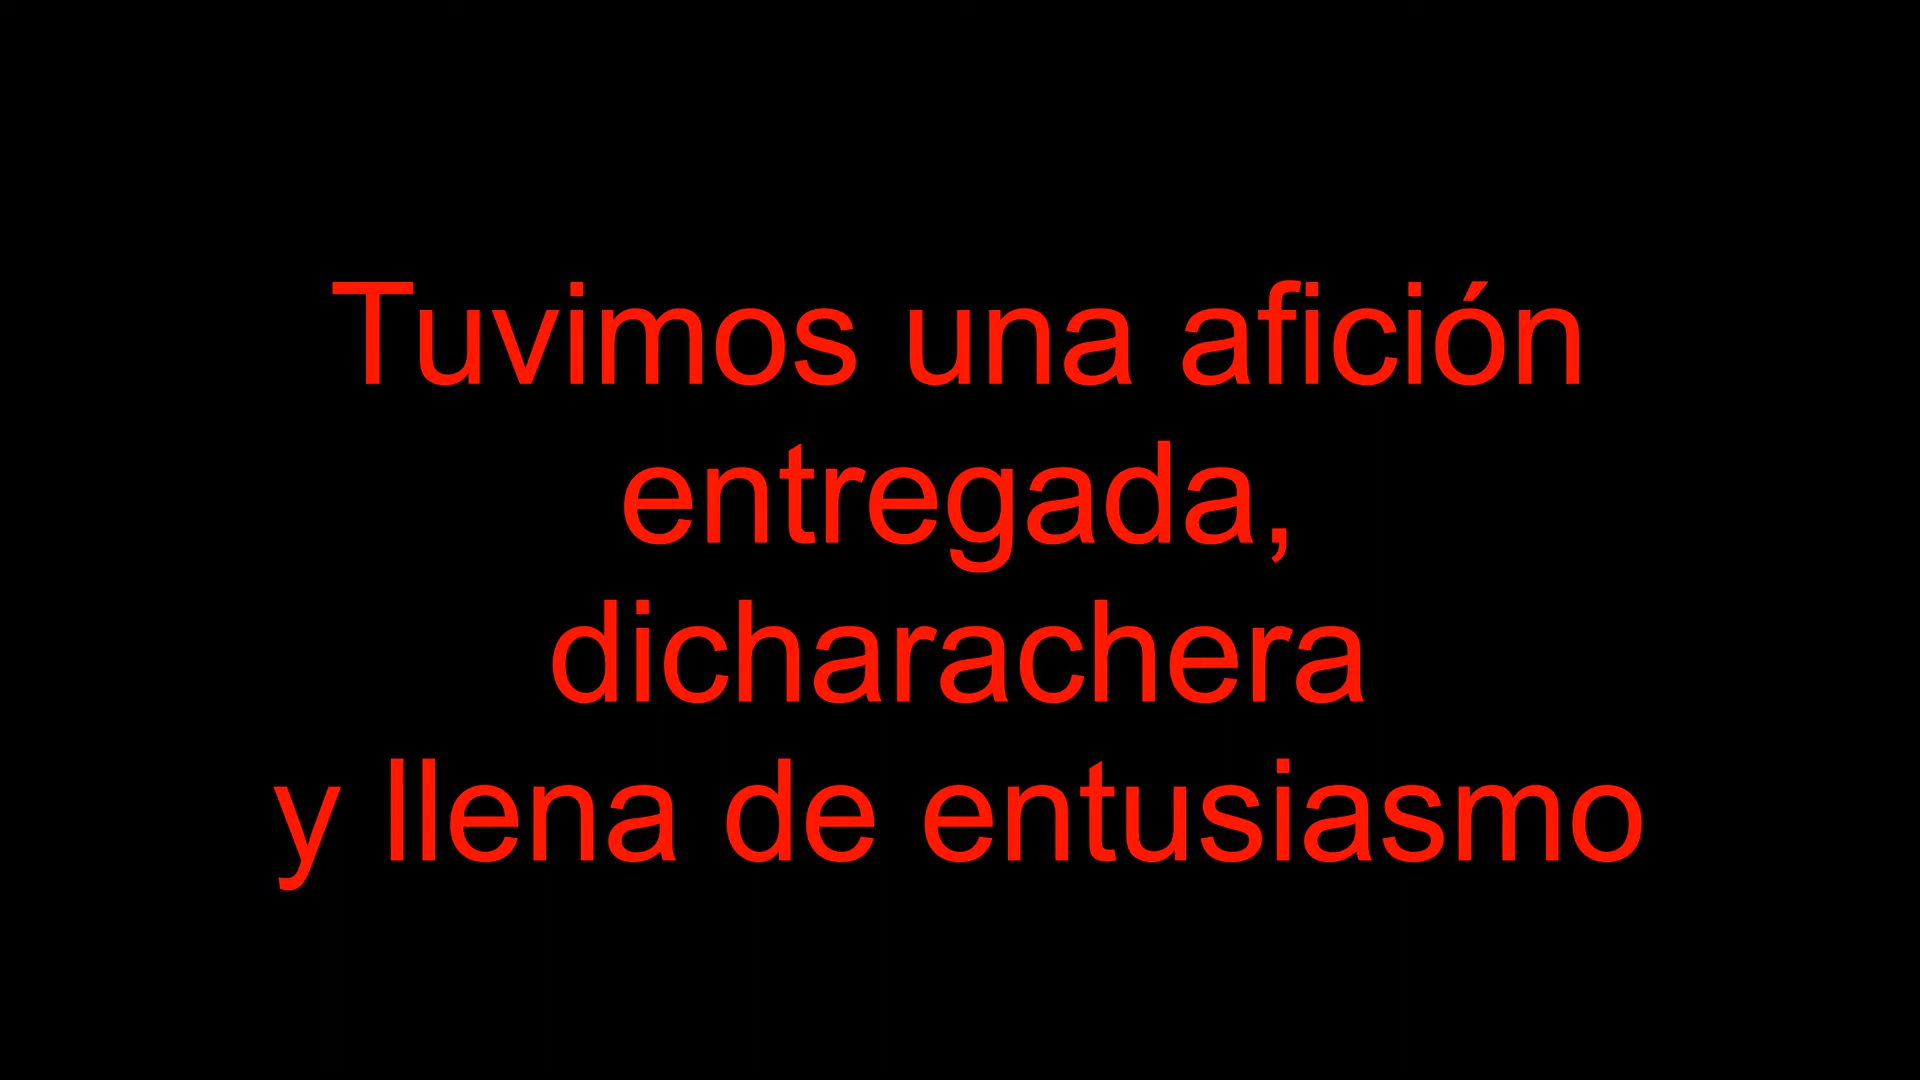 Tuvimos una afición
entregada,
dicharachera
y llena de entusiasmo